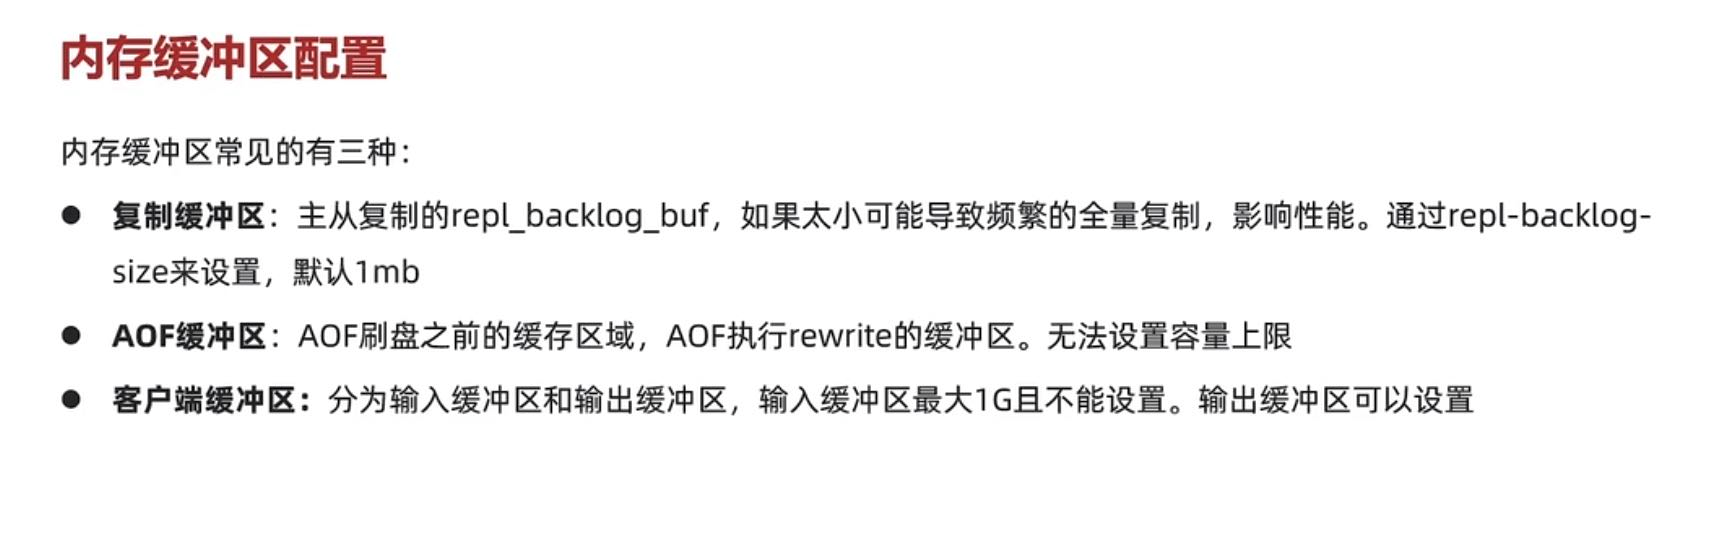 内存缓冲区配置
内存缓冲区常见的有三种：
● 复制缓冲区：主从复制的repl_backlog_buf，如果太小可能导致频繁的全量复制，影响性能。通过repl-backlog-
size来设置，默认1mb
● AOF缓冲区：AOF刷盘之前的缓存区域，AOF执行rewrite的缓冲区。无法设置容量上限
● 客户端缓冲区：分为输入缓冲区和输出缓冲区，输入缓冲区最大1G且不能设置。输出缓冲区可以设置